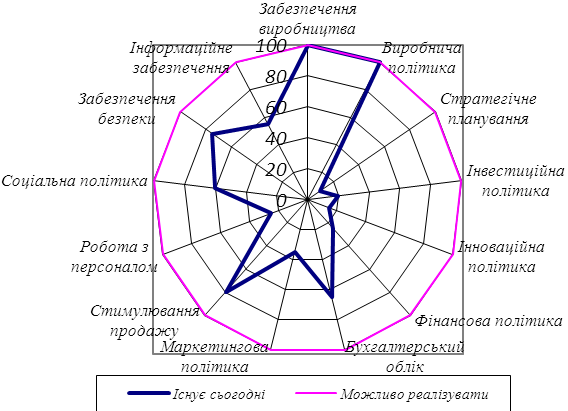 Забезпечення
виробництва
Виробнича
політика
Стратегічне
планування
Інвестиційна
політика
Інноваційна
політика
Фінансова політика
Бухгалтерський
облік
Маркетингова
політика
Стимулювання
продажу
Робота з
персоналом
Соціальна політика
Забезпечення
безпеки
Інформаційне
забезпечення
100
80
60
40
20
0
Існує сьогодні
Можливо реалізувати